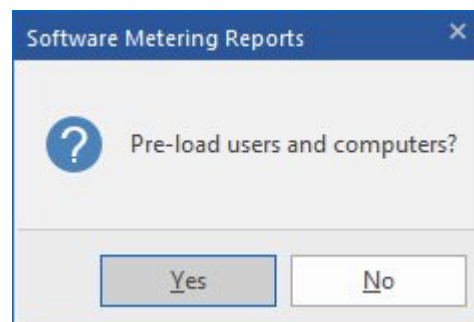 Software Metering Reports
Pre-load users and computers?
Yes
No